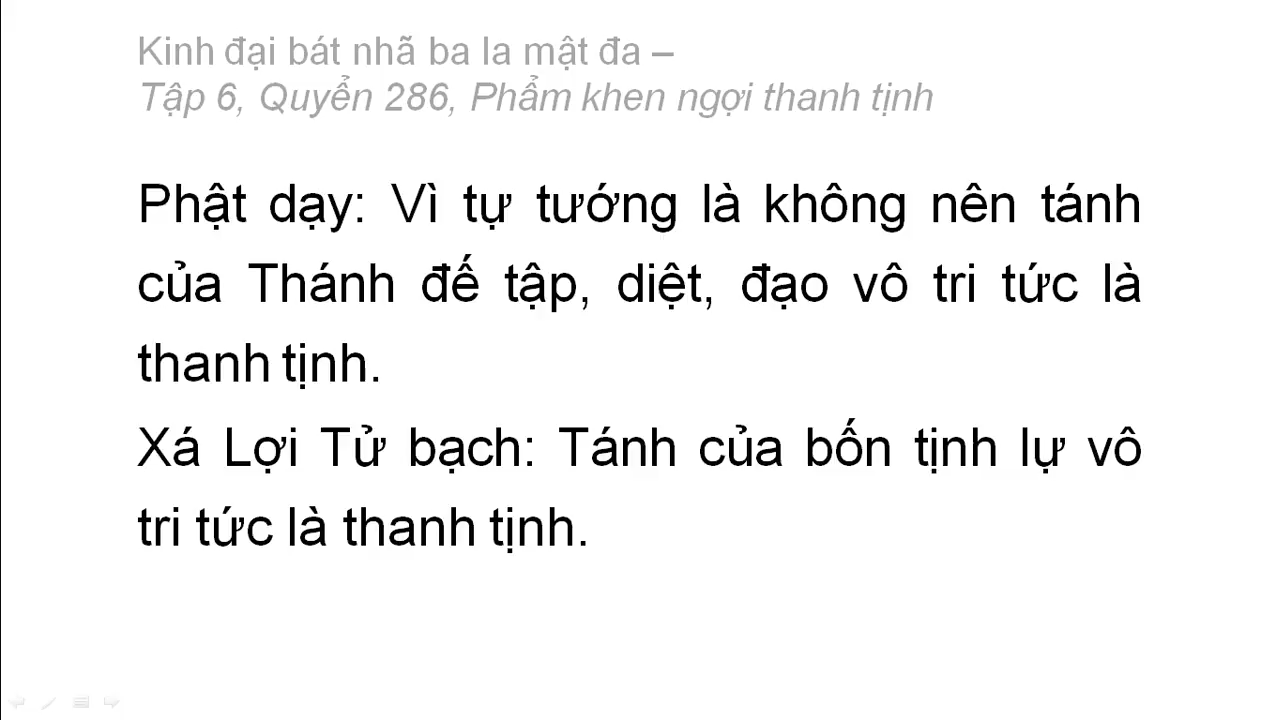 Kinh đại bát nhã ba la mật đa –
Tập 6, Quyển 286, Phẩm khen ngợi thanh tịnh
Phật dạy: Vì tự tướng là không nên tánh
của Thánh đế tập, diệt, đạo vô tri tức là
thanh tịnh.
Xá Lợi Tử bạch: Tánh của bốn tịnh lự vô
tri tức là thanh tịnh.